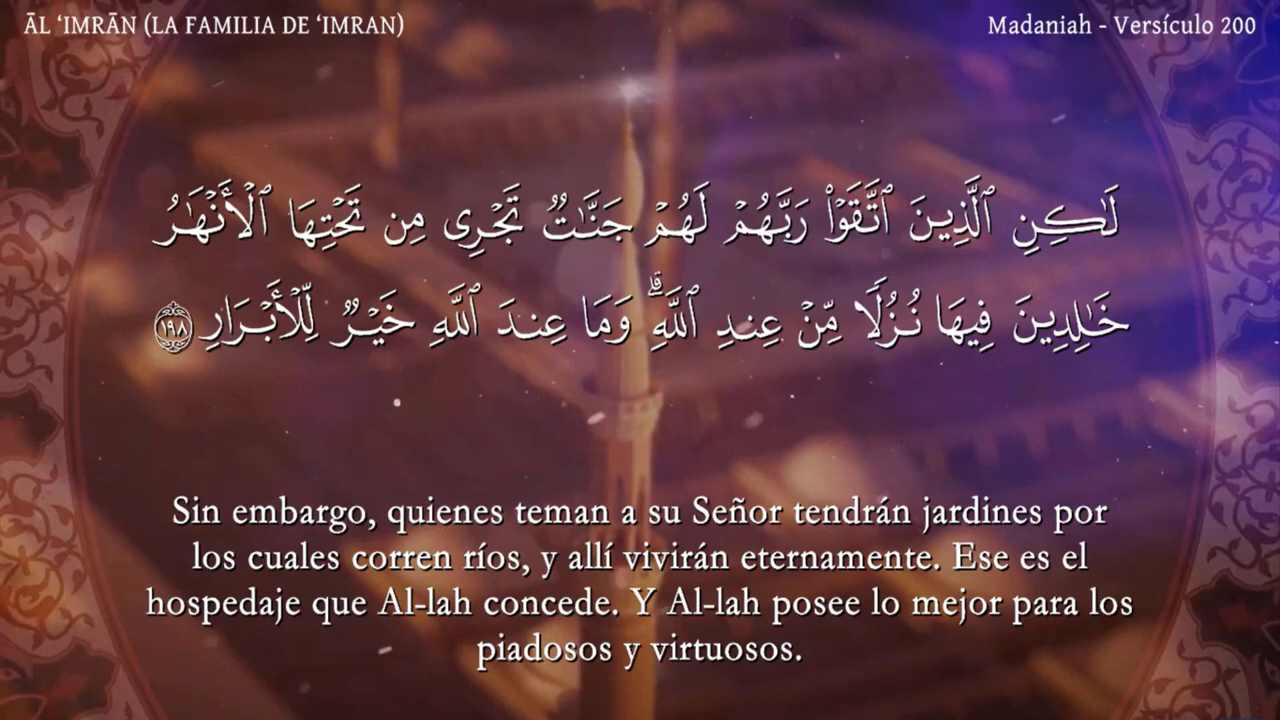 ĀL ‘IMRĀN (LA FAMILIA DE ‘IMRAN)
Madaniah - Versículo 200
لَـٰكِنِ ٱلَّذِينَ ٱتَّقَوْا۟ رَبَّهُمْ لَهُمْ جَنَّـٰتٌ تَجْرِى مِن تَحْتِهَا ٱلْأَنْهَـٰرُ
خَـٰلِدِينَ فِيهَا نُزُلًا مِّنْ عِندِ ٱللَّهِ ۗ وَمَا عِندَ ٱللَّهِ خَيْرٌ لِّلْأَبْرَارِ ١٩٨
Sin embargo, quienes teman a su Señor tendrán jardines por
los cuales corren ríos, y allí vivirán eternamente. Ese es el
hospedaje que Al-lah concede. Y Al-lah posee lo mejor para los
piadosos y virtuosos.